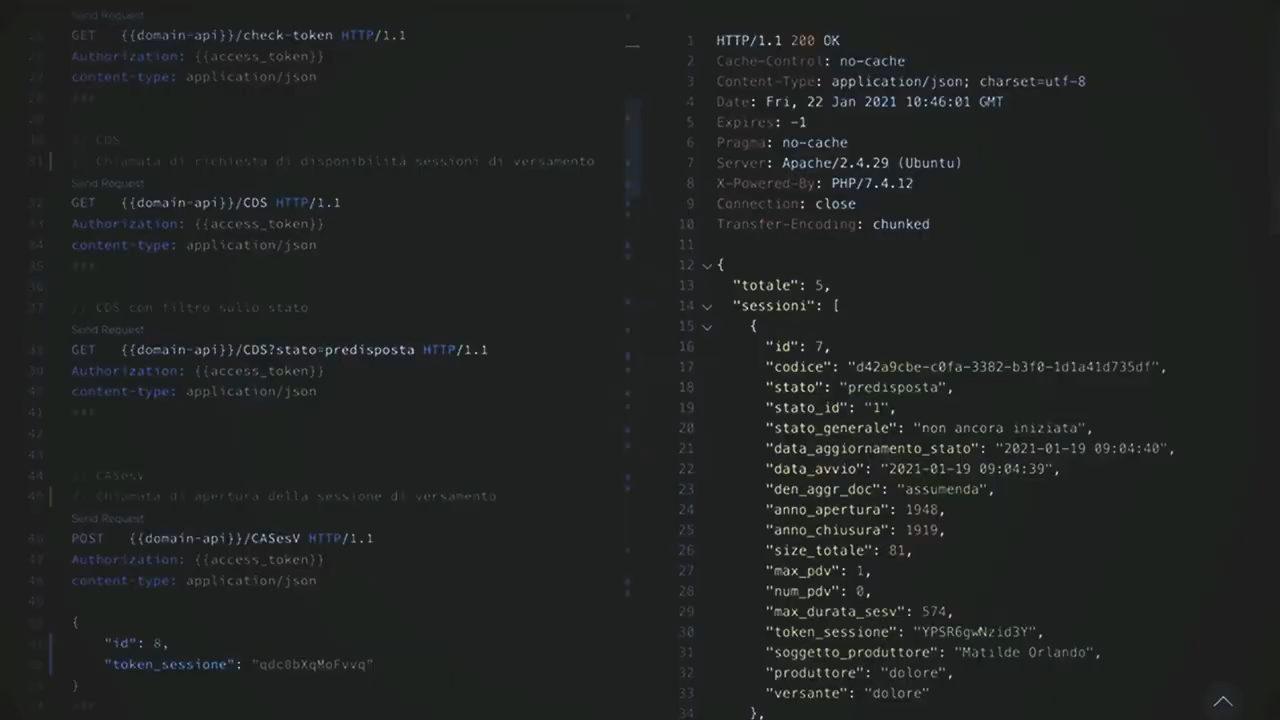 Send Request
GET {{domain-api}}/check-token HTTP/1.1
Authorization: {{access_token}}
content-type: application/json
###
// CDS
// Chiamata di richiesta di disponibilità sessioni di versamento
Send Request
GET {{domain-api}}/CDS HTTP/1.1
Authorization: {{access_token}}
content-type: application/json
###
// CDS con filtro sullo stato
Send Request
GET {{domain-api}}/CDS?stato=predisposta HTTP/1.1
Authorization: {{access_token}}
content-type: application/json
###
// CASesV
// Chiamata di apertura della sessione di versamento
Send Request
POST {{domain-api}}/CASesV HTTP/1.1
Authorization: {{access_token}}
content-type: application/json
{
"id": 8,
"token_sessione": "qdc0bXqMoFvvq"
}
###
1 HTTP/1.1 200 OK
2 Cache-Control: no-cache
3 Content-Type: application/json; charset=utf-8
4 Date: Fri, 22 Jan 2021 10:46:01 GMT
5 Expires: -1
6 Pragma: no-cache
7 Server: Apache/2.4.29 (Ubuntu)
8 X-Powered-By: PHP/7.4.12
9 Connection: close
10 Transfer-Encoding: chunked
11
12 {
13 "totale": 5,
14 "sessioni": [
15 {
16 "id": 7,
17 "codice": "d42a9cbe-c0fa-3382-b3f0-1d1a41d735df",
18 "stato": "predisposta",
19 "stato_id": "1",
20 "stato_generale": "non ancora iniziata",
21 "data_aggiornamento_stato": "2021-01-19 09:04:40",
22 "data_avvio": "2021-01-19 09:04:39",
23 "den_aggr_doc": "assumenda",
24 "anno_apertura": 1948,
25 "anno_chiusura": 1919,
26 "size_totale": 81,
27 "max_pdv": 1,
28 "num_pdv": 0,
29 "max_durata_sesv": 574,
30 "token_sessione": "YPSR6gwNzid3Y",
31 "soggetto_produttore": "Matilde Orlando",
32 "produttore": "dolore",
33 "versante": "dolore"
34 },